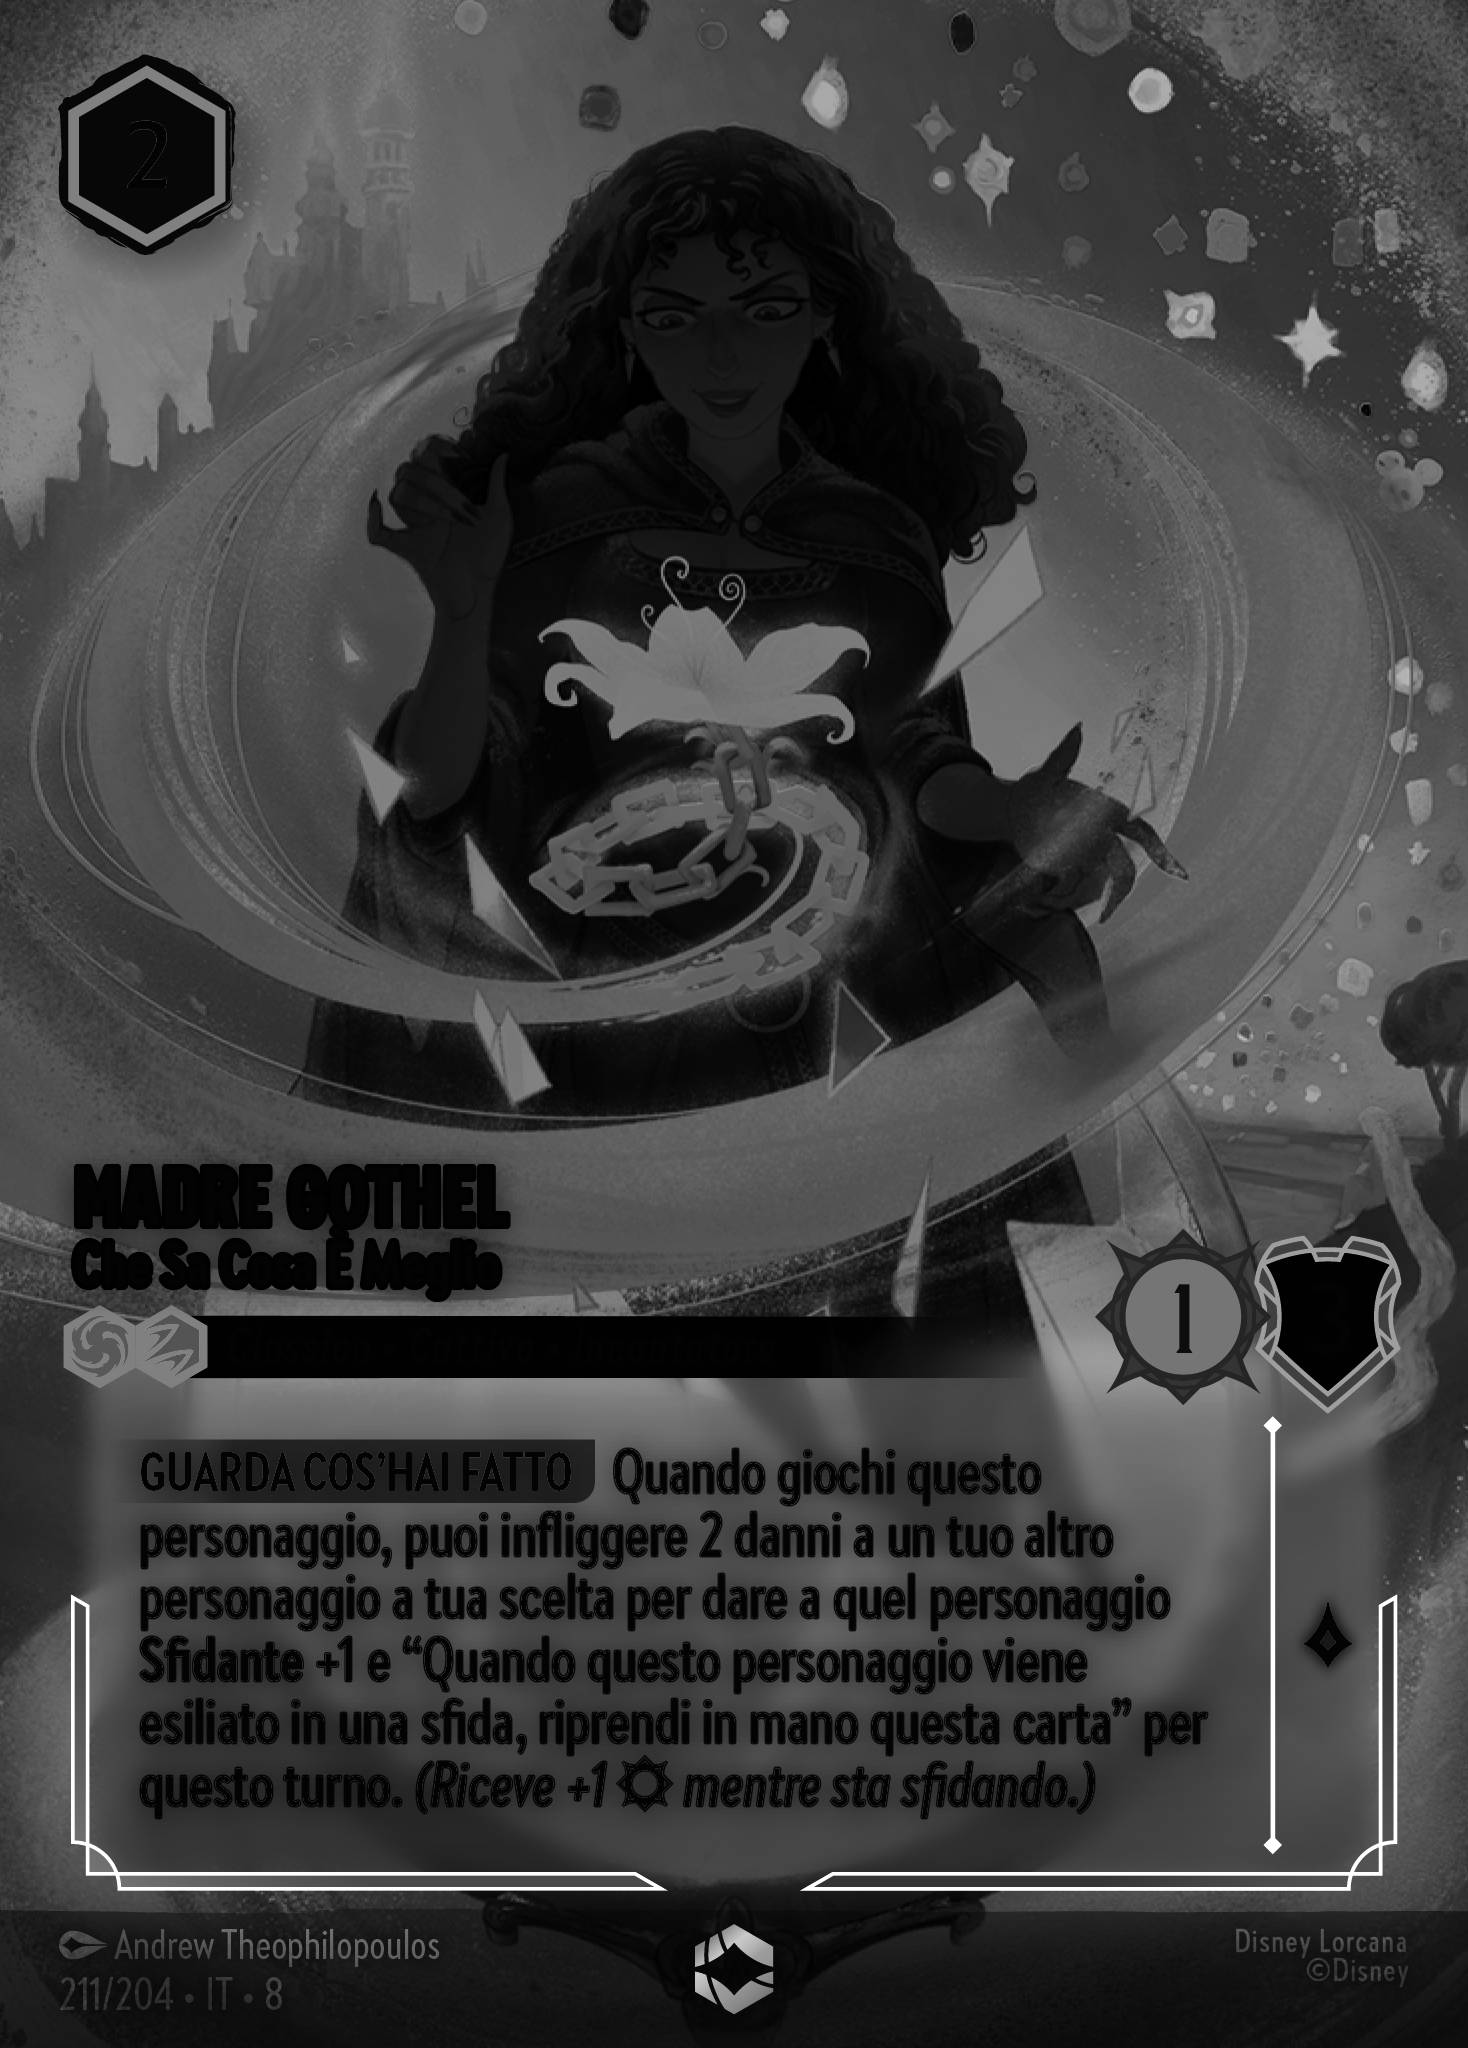 2
MADRE GOTHEL
Che Sa Cosa È Meglio
1
GUARDA COS’HAI FATTO Quando giochi questo
personaggio, puoi infliggere 2 danni a un tuo altro
personaggio a tua scelta per dare a quel personaggio
Sfidante +1 e “Quando questo personaggio viene
esiliato in una sfida, riprendi in mano questa carta” per
questo turno. (Riceve +1 mentre sta sfidando.)
Andrew Theophilopoulos
211/204 • IT • 8
Disney Lorcana
©Disney